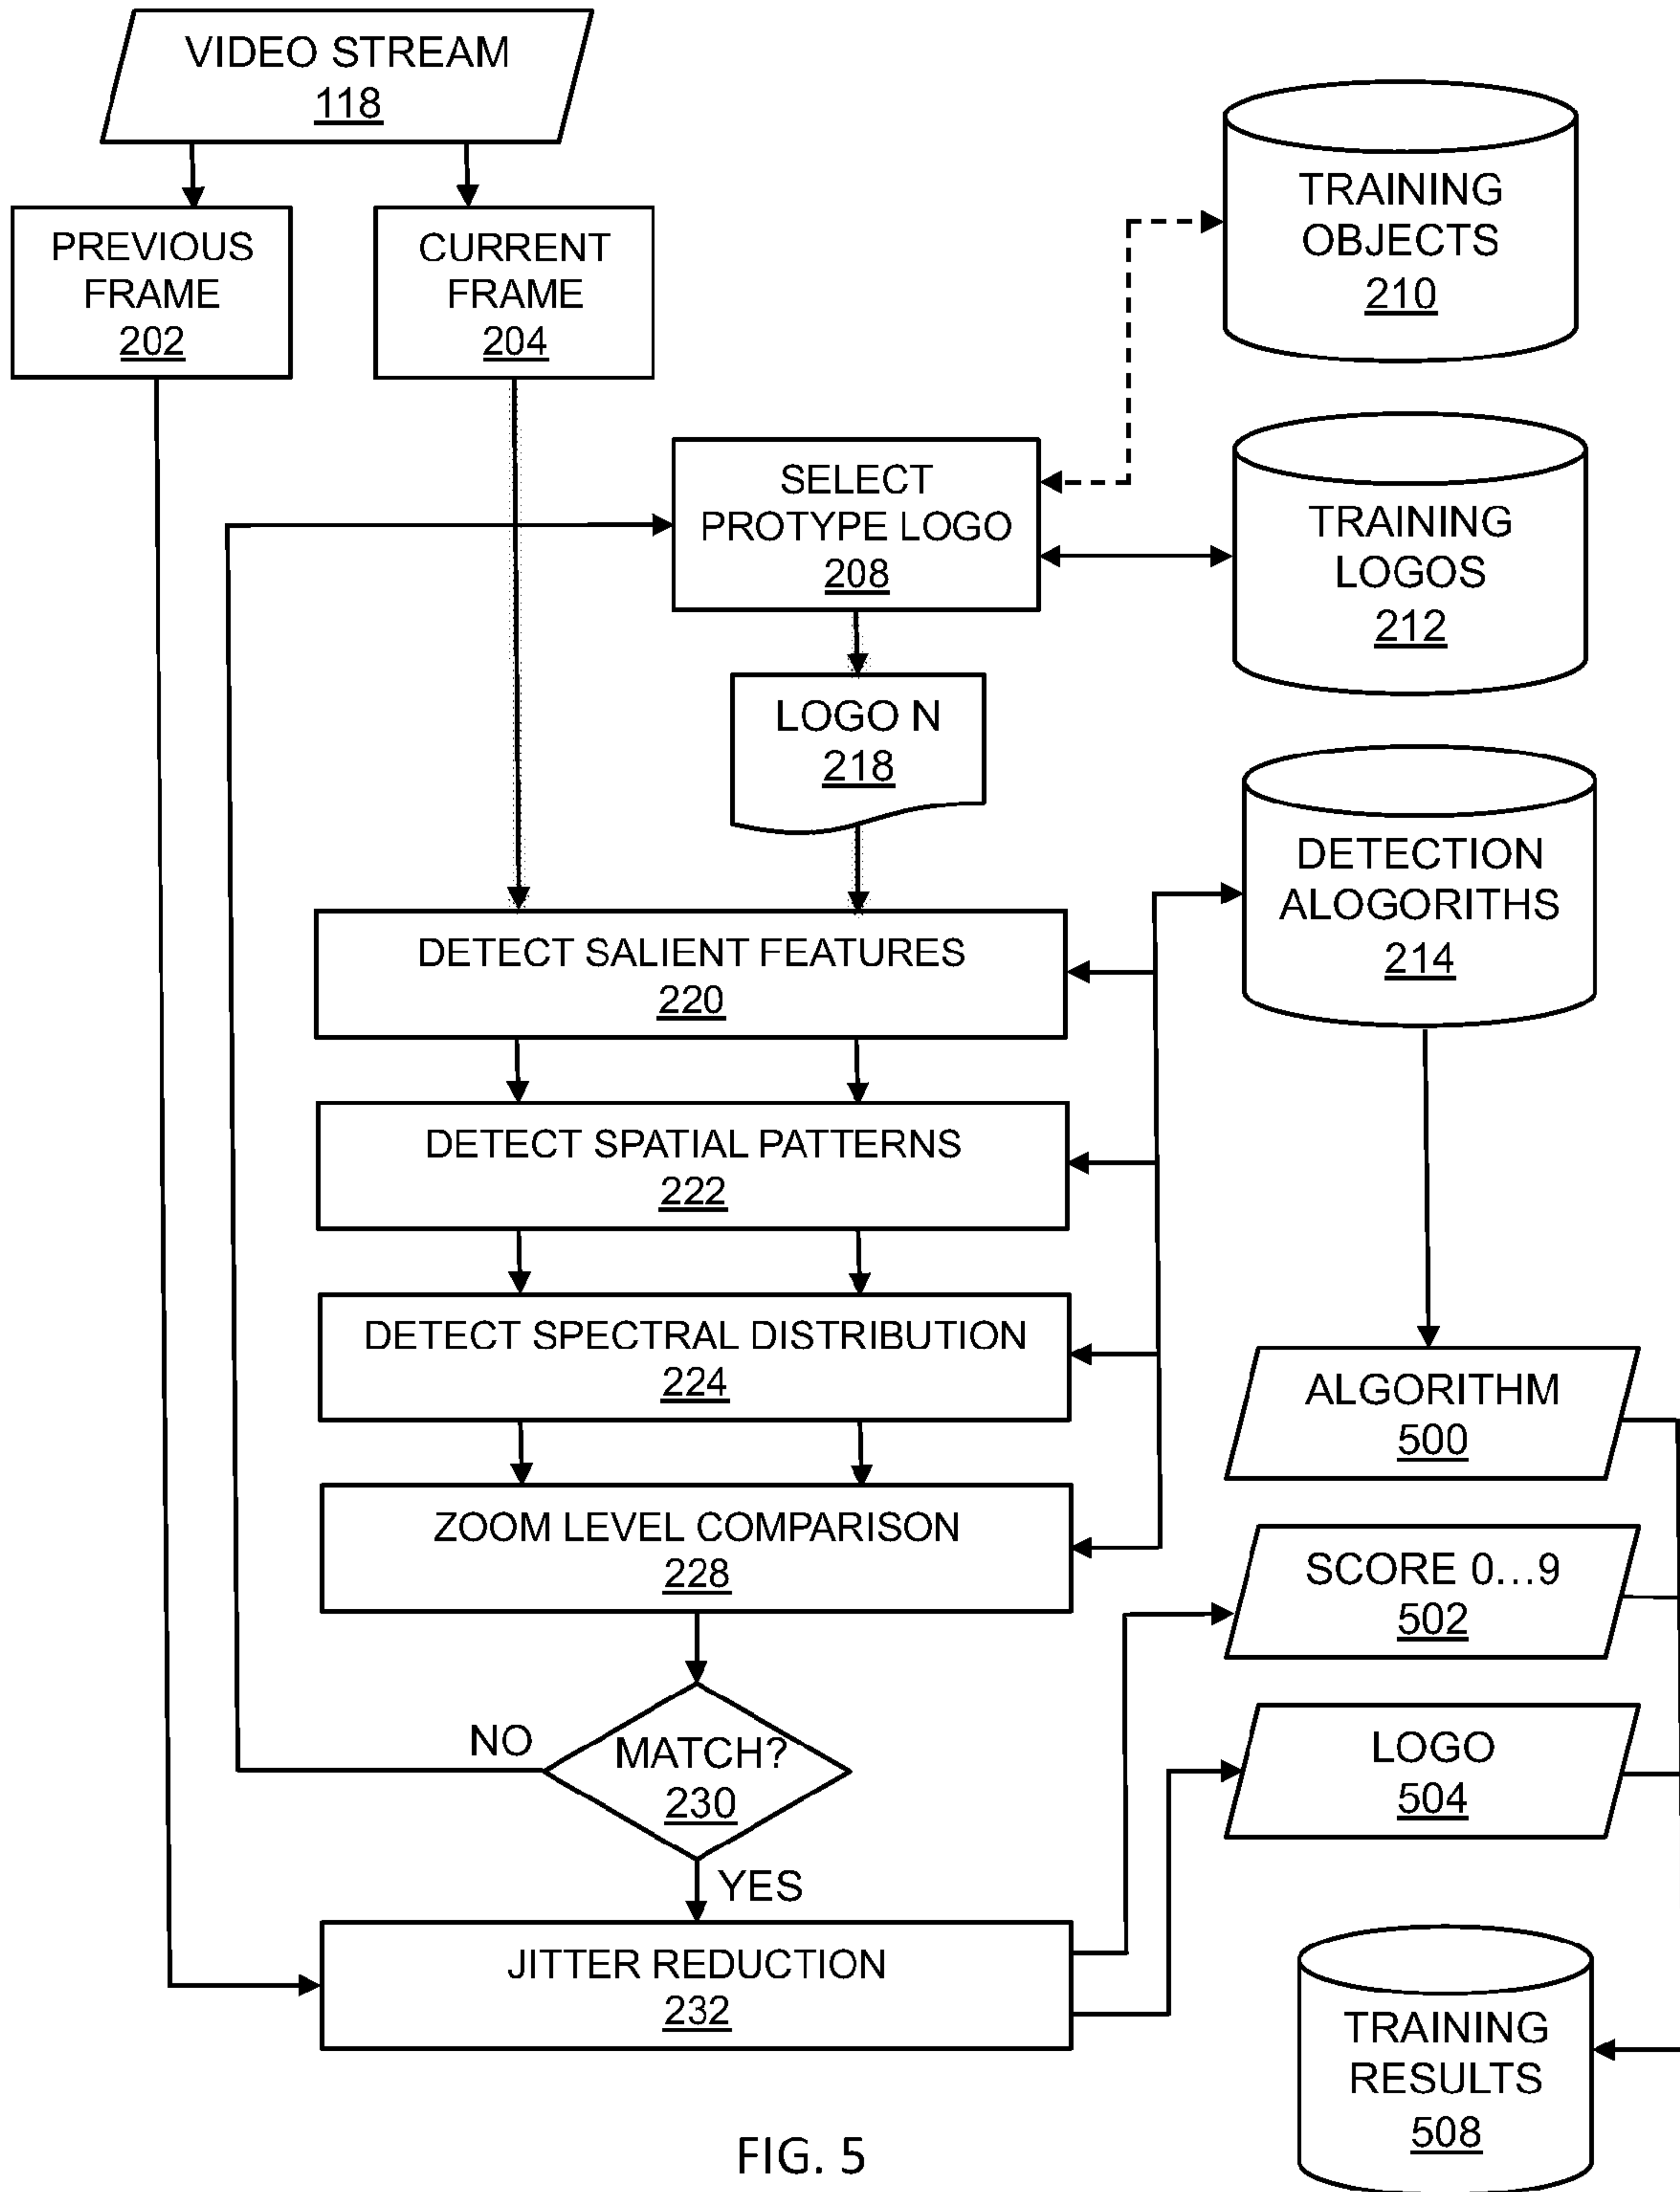 VIDEO STREAM
118
PREVIOUS
FRAME
202
CURRENT
FRAME
204
TRAINING
OBJECTS
210
SELECT
PROTYPE LOGO
208
TRAINING
LOGOS
212
LOGO N
218
DETECTION
ALOGORITHS
214
DETECT SALIENT FEATURES
220
DETECT SPATIAL PATTERNS
222
DETECT SPECTRAL DISTRIBUTION
224
ALGORITHM
500
ZOOM LEVEL COMPARISON
228
SCORE 0...9
502
NO
MATCH?
230
YES
LOGO
504
JITTER REDUCTION
232
TRAINING
RESULTS
508
FIG. 5